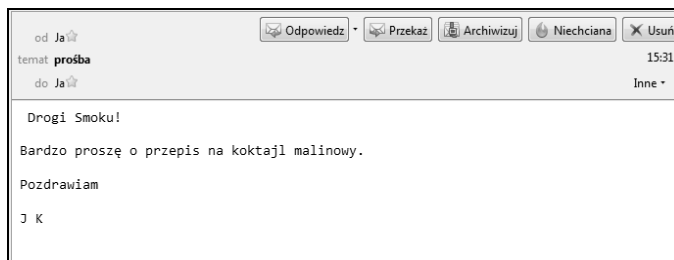 Odpowiedz Przekaż Archiwizuj Niechciana Usuń
od Ja
temat prośba 15:31
do Ja Inne
Drogi Smoku!
Bardzo proszę o przepis na koktajl malinowy.
Pozdrawiam
J K